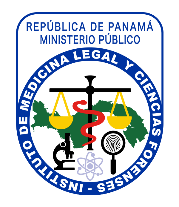 REPÚBLICA DE PANAMÁ
MINISTERIO PÚBLICO
INSTITUTO DE MEDICINA LEGAL Y CIENCIAS FORENSES -